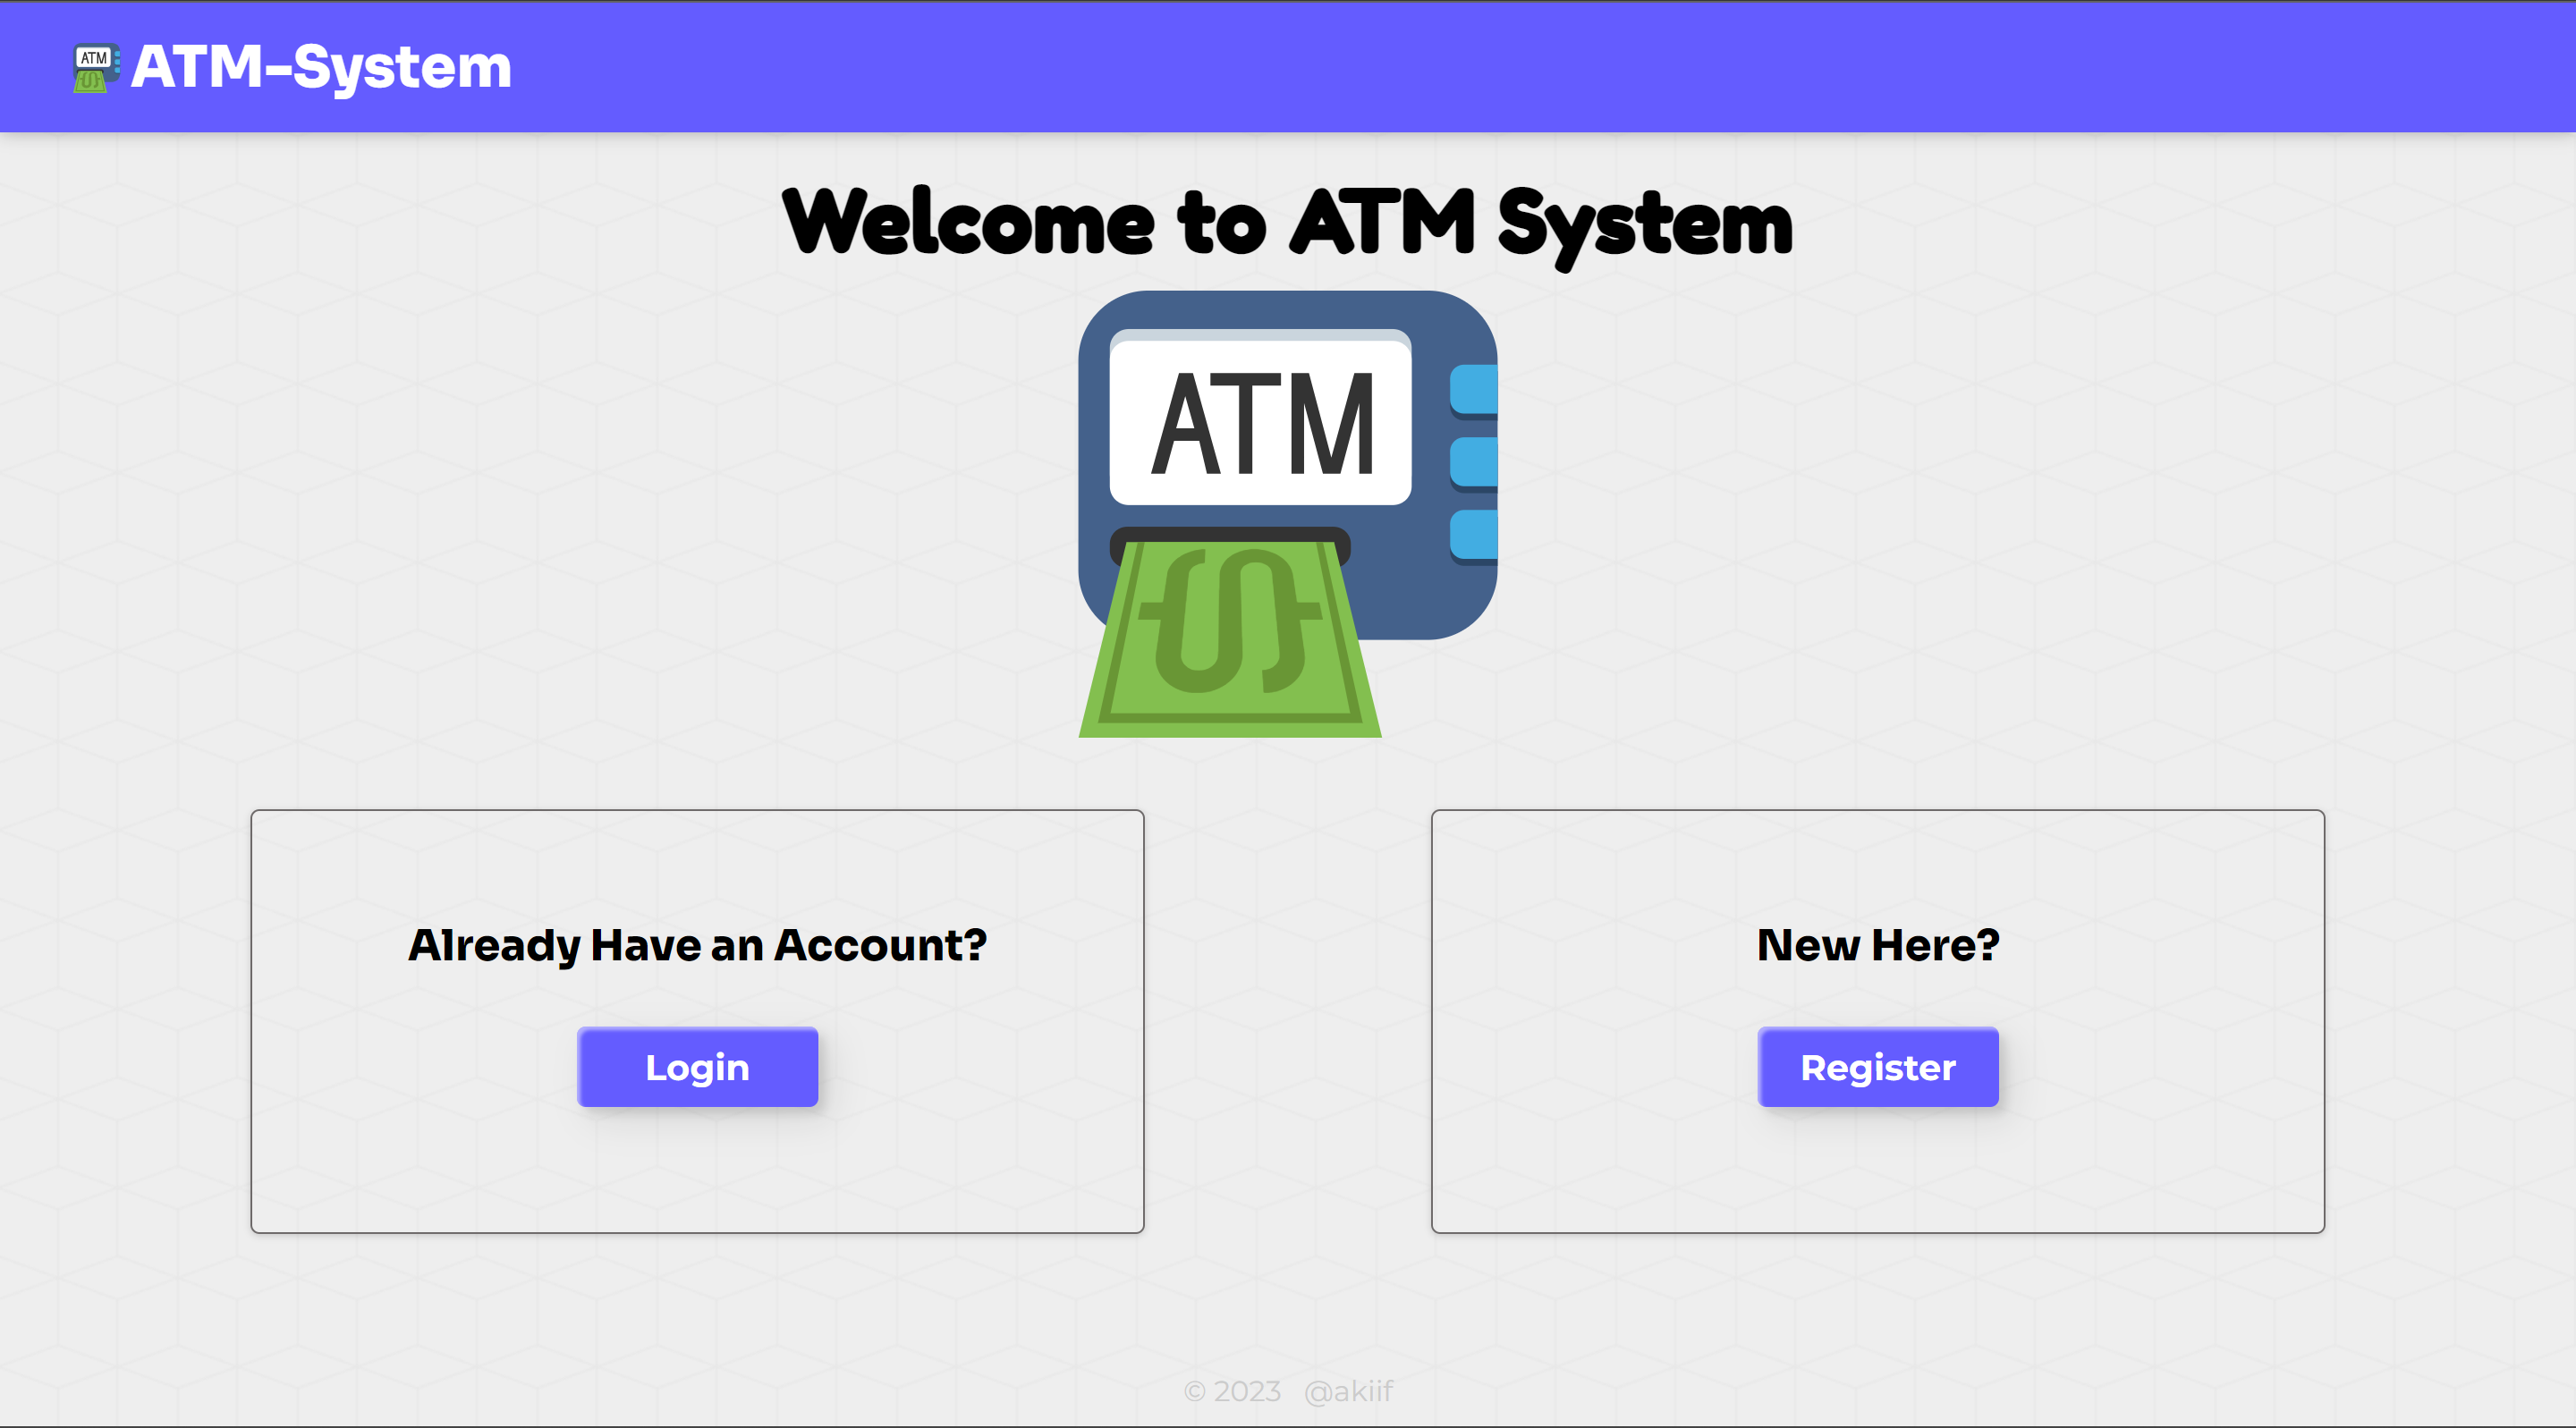 ATM
ATM-System
Welcome to ATM System
ATM
Already Have an Account?
New Here?
Login
Register
© 2023 @akiif